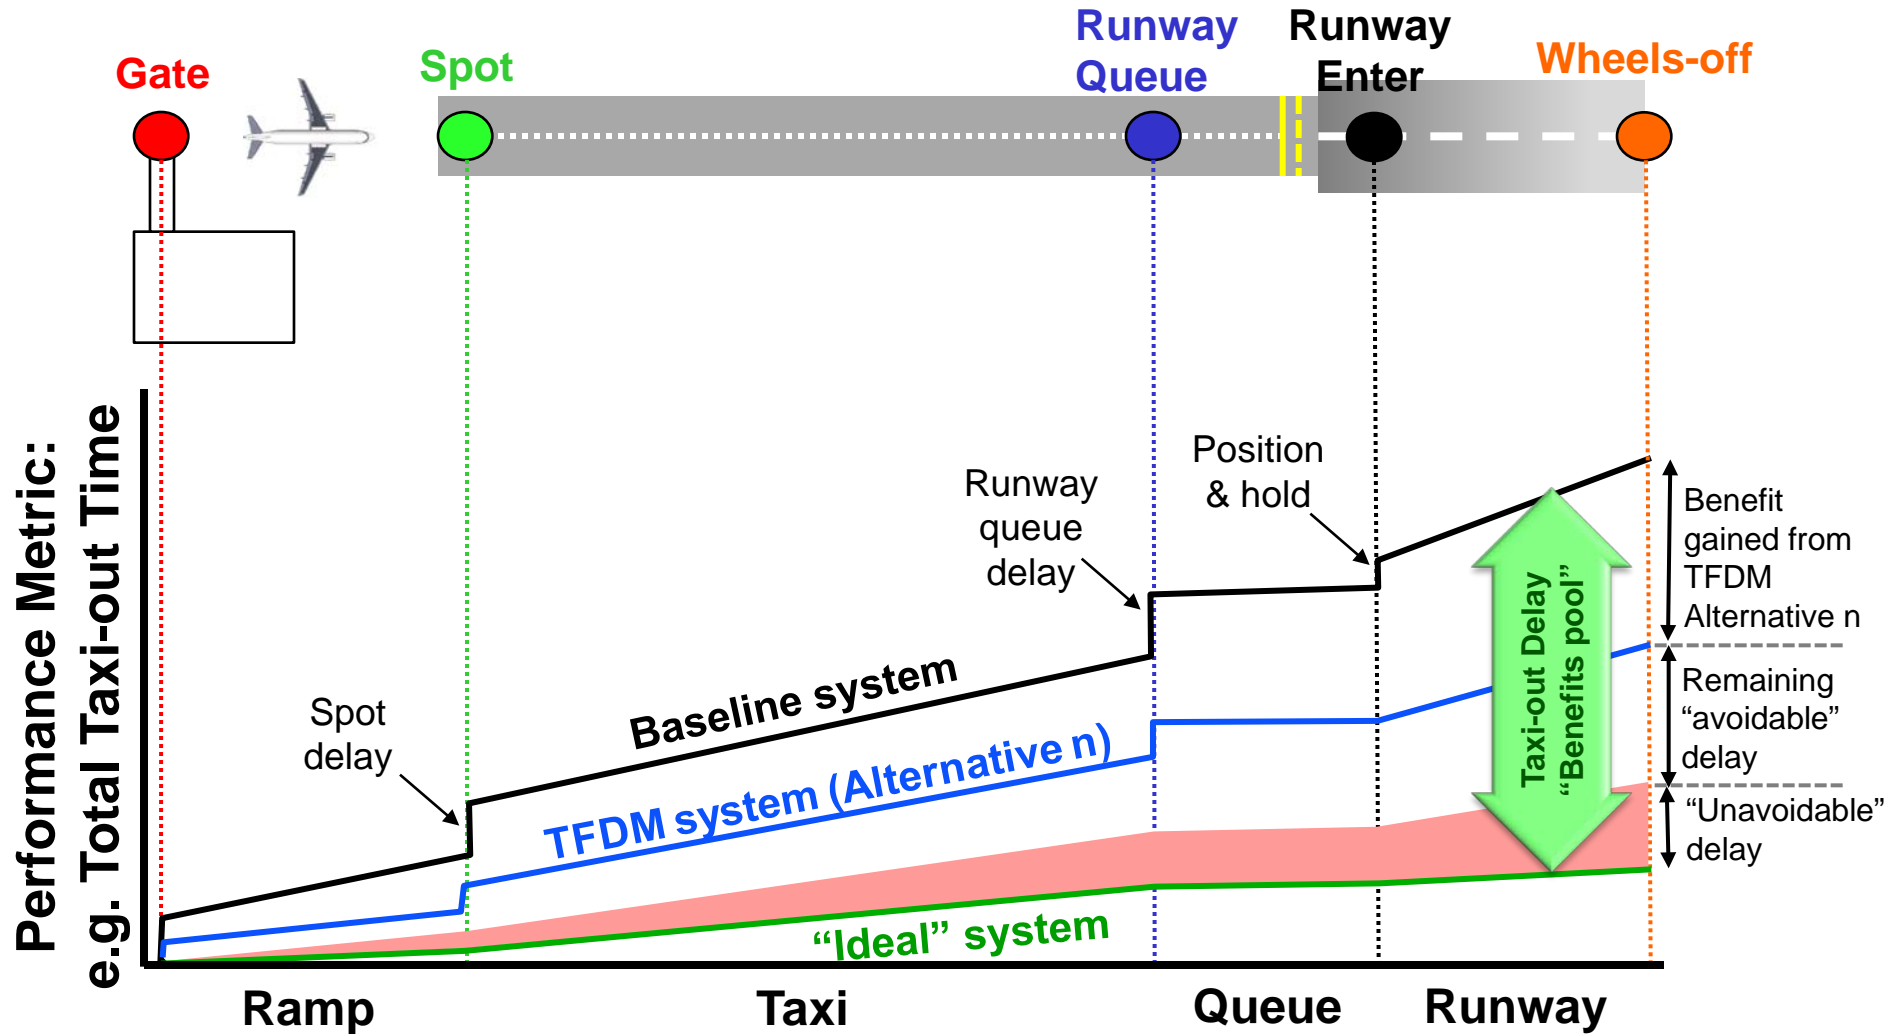 Gate
Spot
Runway
Queue
Runway
Enter
Wheels-off
Performance Metric:
e.g. Total Taxi-out Time
Spot
delay
Runway
queue
delay
Position
& hold
Baseline system
TFDM system (Alternative n)
“Ideal” system
Taxi-out Delay
“Benefits pool”
Benefit
gained from
TFDM
Alternative n
Remaining
“avoidable”
delay
“Unavoidable”
delay
Ramp
Taxi
Queue
Runway